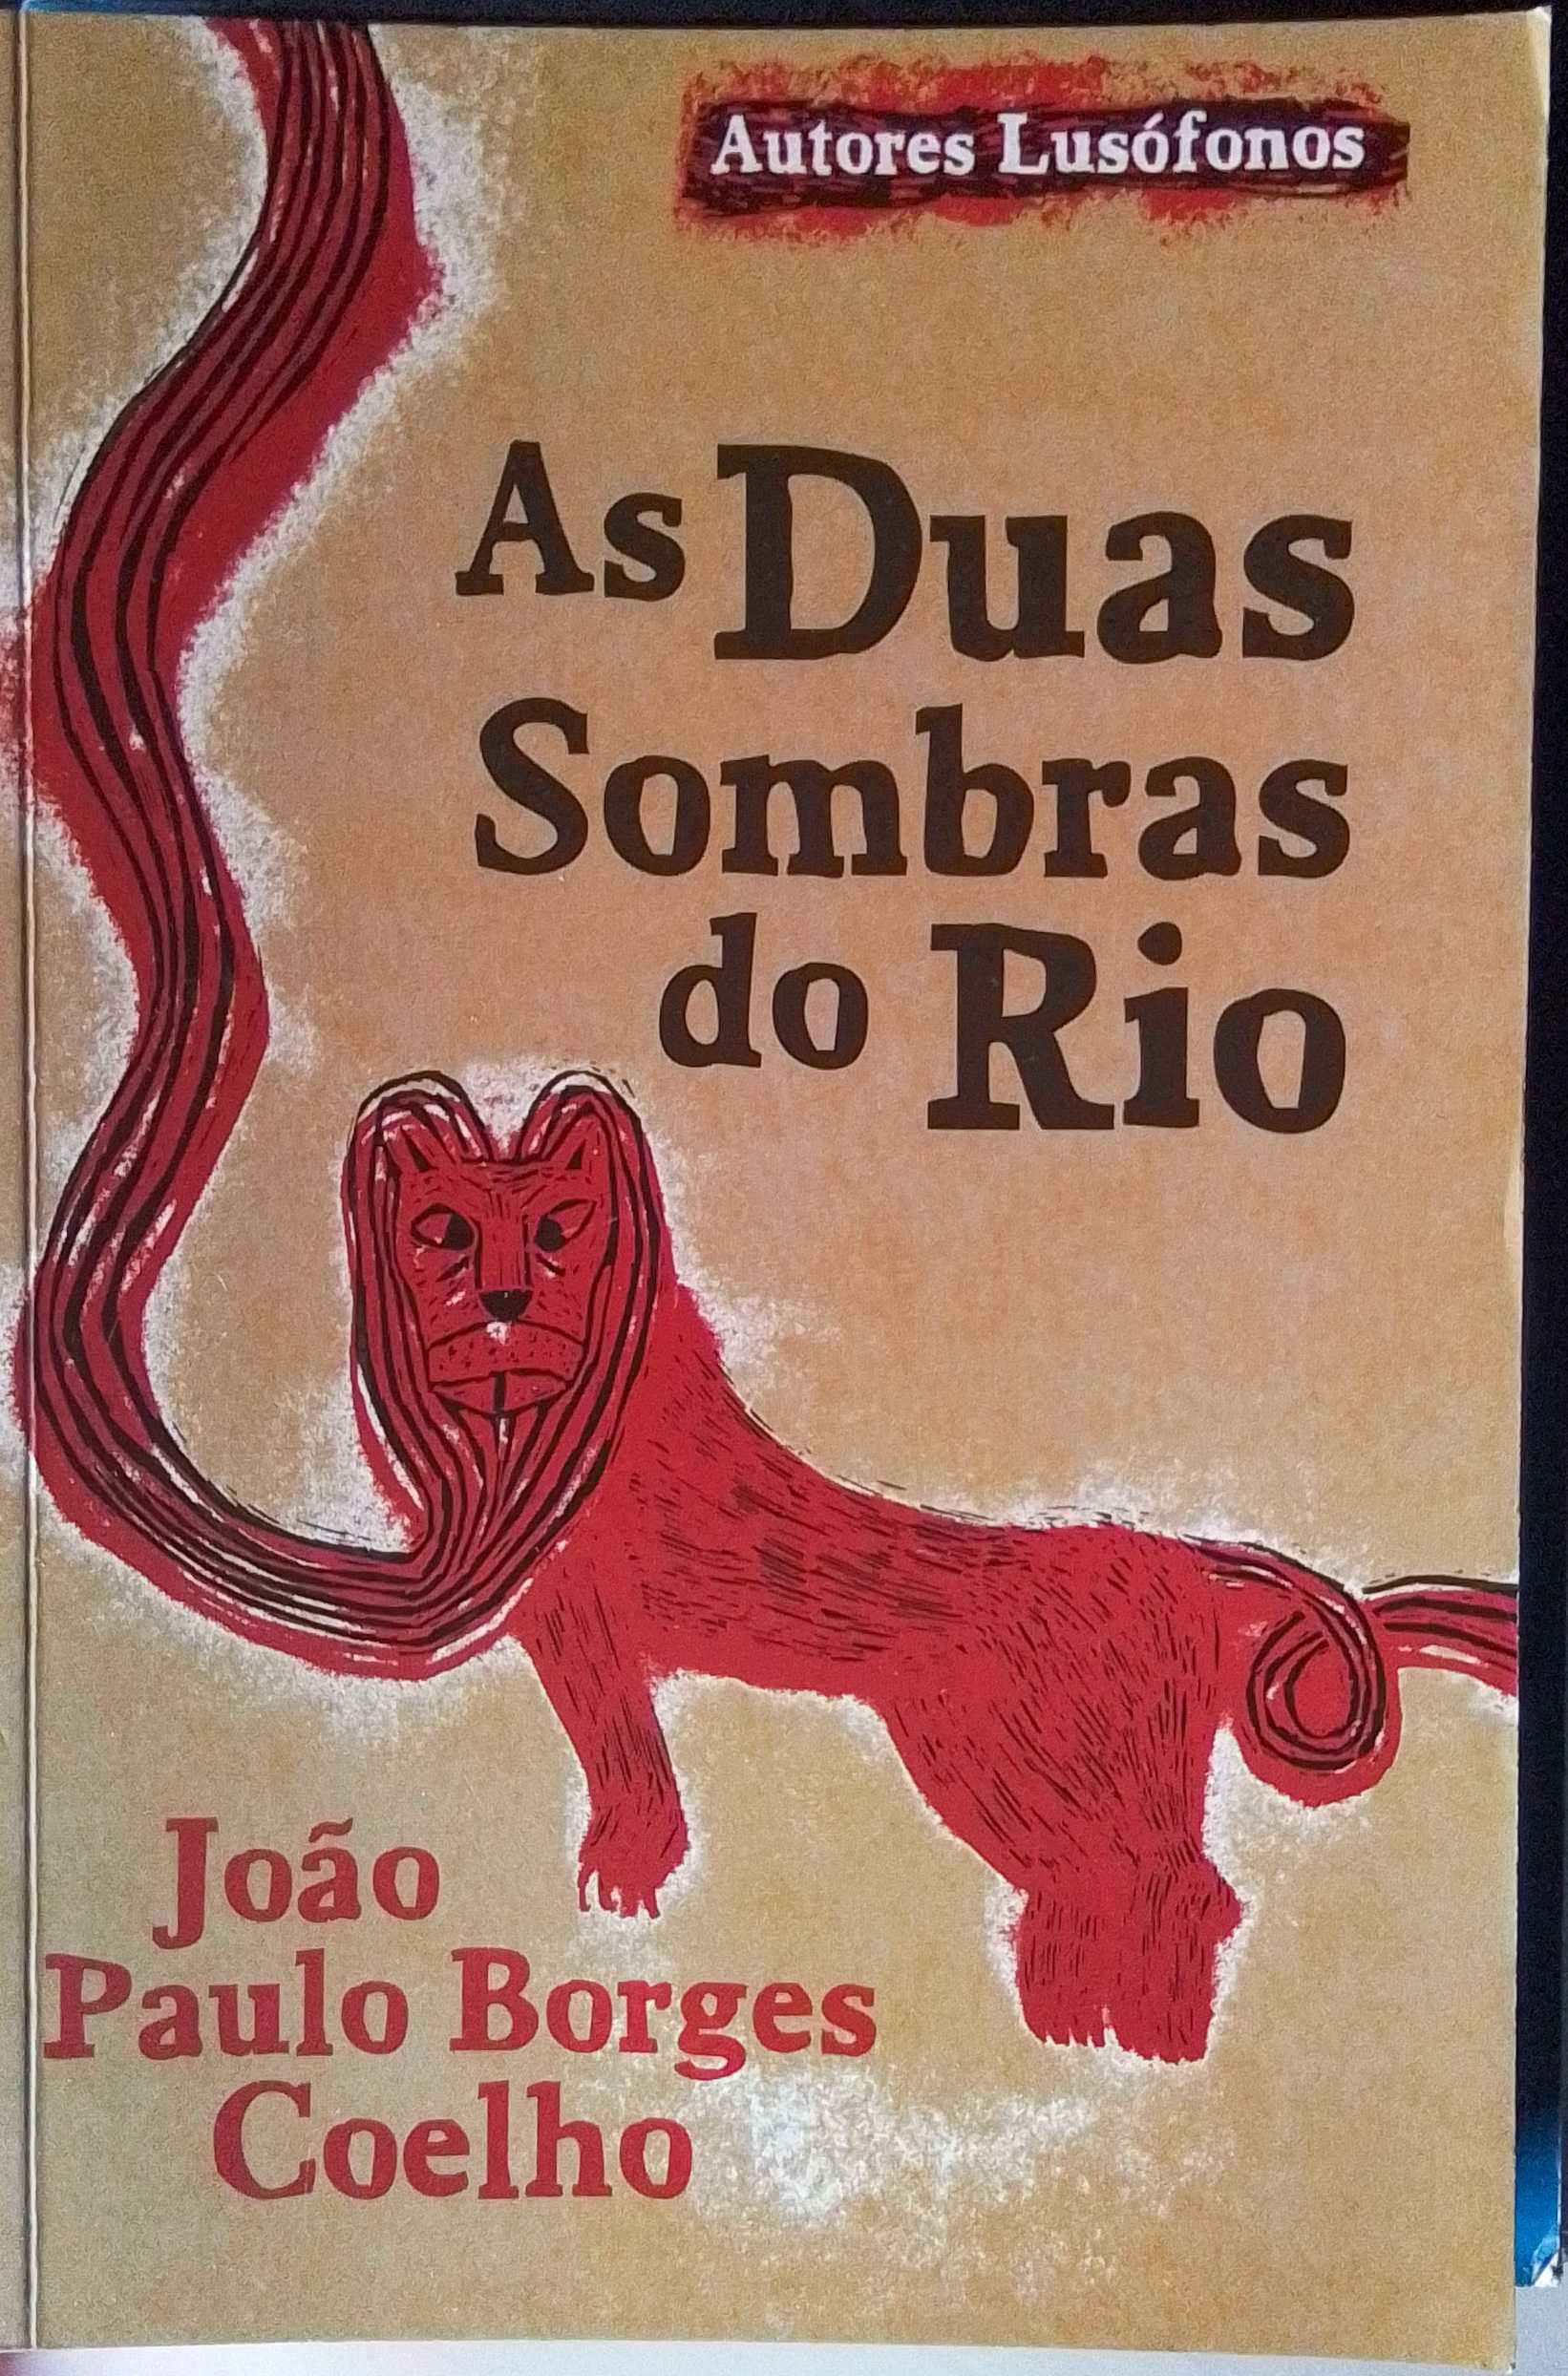 Autores Lusófonos
As Duas
Sombras
do Rio
João
Paulo Borges
Coelho